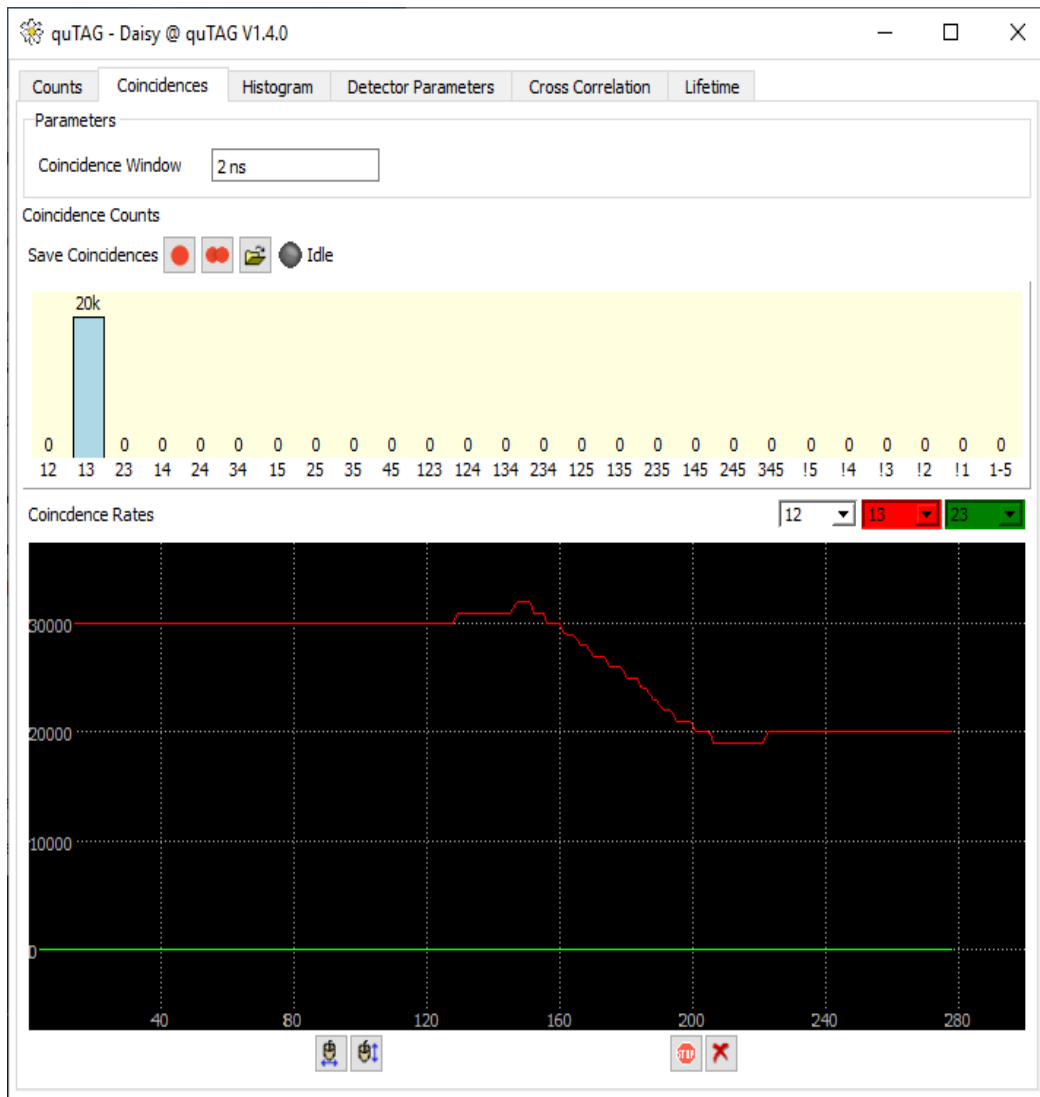 quTAG - Daisy @ quTAG V1.4.0
Counts Coincidences Histogram Detector Parameters Cross Correlation Lifetime
Parameters
Coincidence Window 2 ns
Coincidence Counts
Save Coincidences Idle
20k
0 0 0 0 0 0 0 0 0 0 0 0 0 0 0 0 0 0 0 0 0 0 0 0 0
12 13 23 14 24 34 15 25 35 45 123 124 134 234 125 135 235 145 245 345 !5 !4 !3 !2 !1 1-5
Coincdence Rates 12 13 23
30000
20000
10000
0
40 80 120 160 200 240 280
STOP